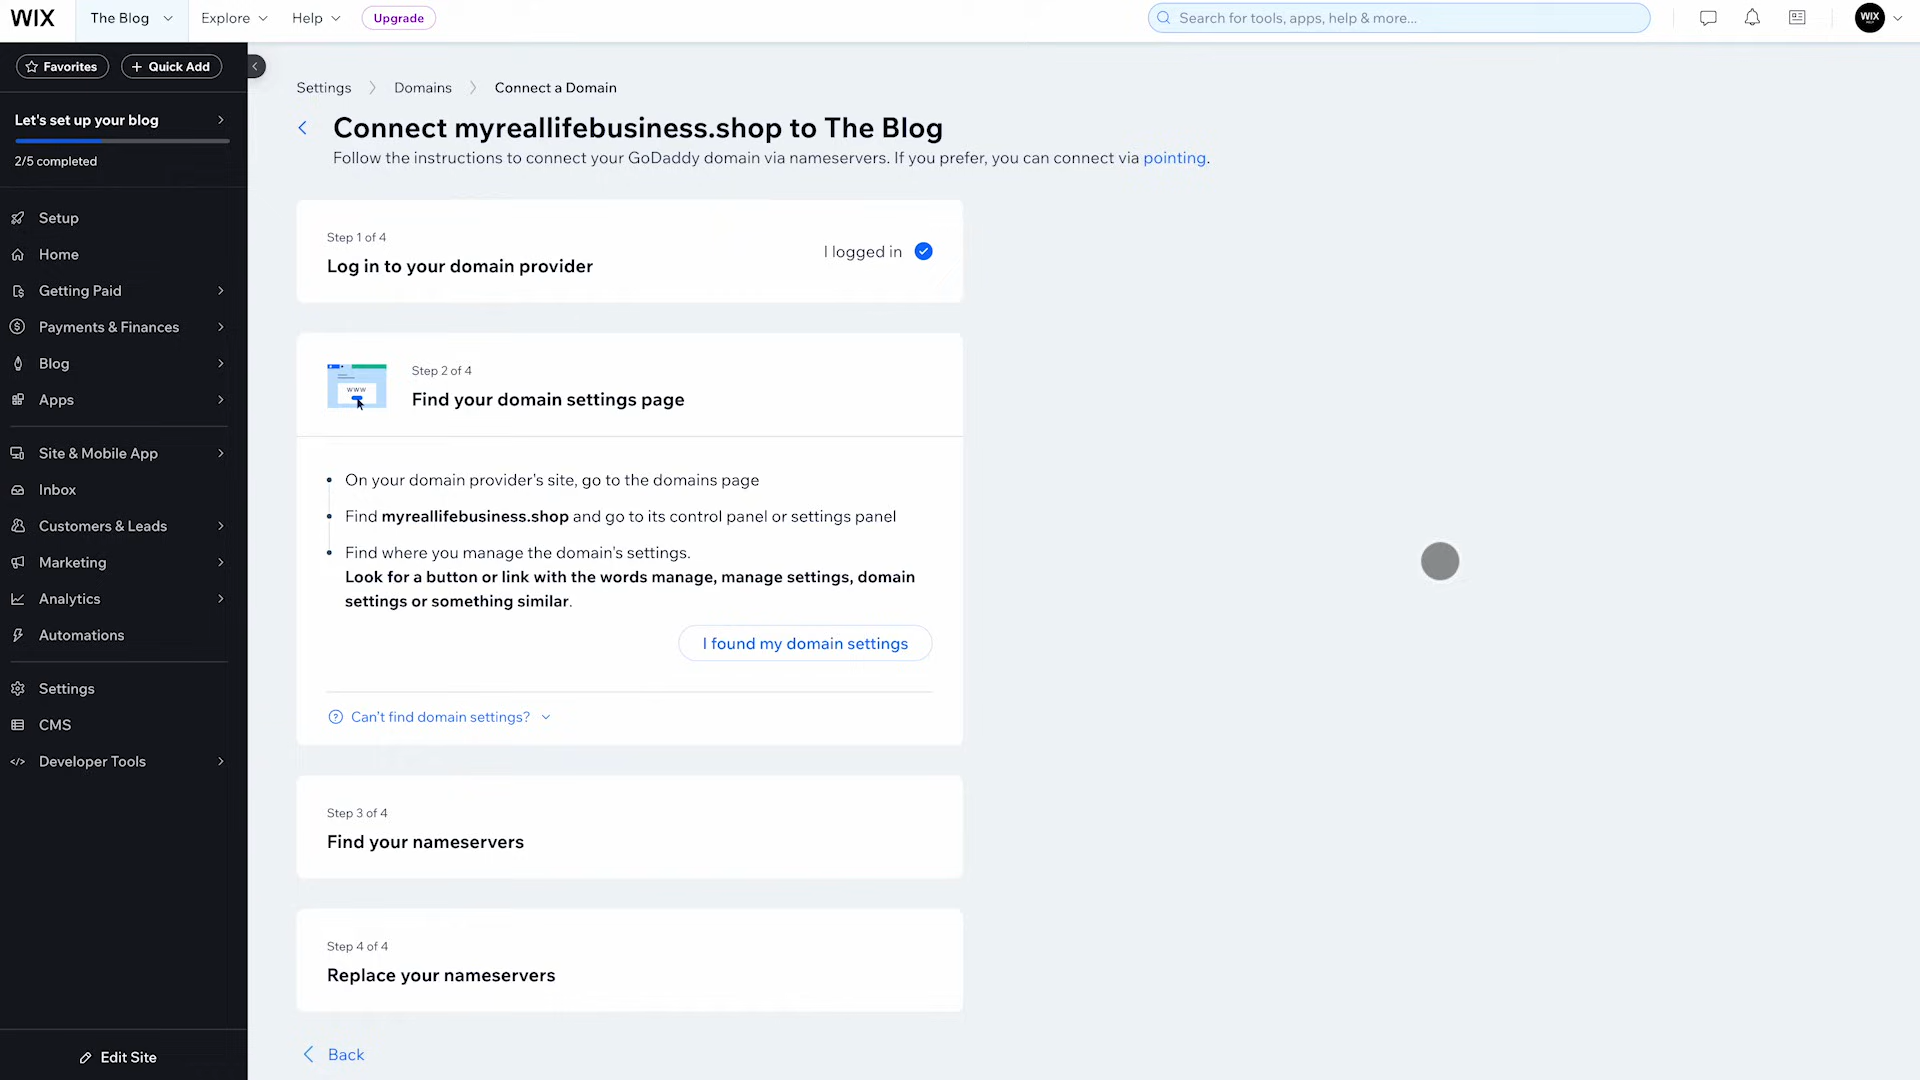 WIX
The Blog
Explore
Help
Upgrade
Search for tools, apps, help & more...
WIX
Favorites
Quick Add
Let's set up your blog
2/5 completed
Setup
Home
Getting Paid
Payments & Finances
Blog
Apps
Site & Mobile App
Inbox
Customers & Leads
Marketing
Analytics
Automations
Settings
CMS
Developer Tools
Edit Site
Settings
Domains
Connect a Domain
Connect myreallifebusiness.shop to The Blog
Follow the instructions to connect your GoDaddy domain via nameservers. If you prefer, you can connect via pointing.
Step 1 of 4
Log in to your domain provider
I logged in
www
Step 2 of 4
Find your domain settings page
On your domain provider's site, go to the domains page
Find myreallifebusiness.shop and go to its control panel or settings panel
Find where you manage the domain's settings.
Look for a button or link with the words manage, manage settings, domain
settings or something similar.
I found my domain settings
Can't find domain settings?
Step 3 of 4
Find your nameservers
Step 4 of 4
Replace your nameservers
Back